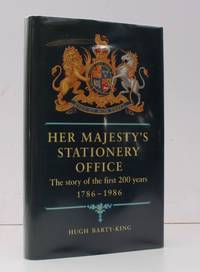 HER MAJESTY'S
STATIONERY
OFFICE
The story of the first 200 years
1786-1986
HUGH BARTY-KING